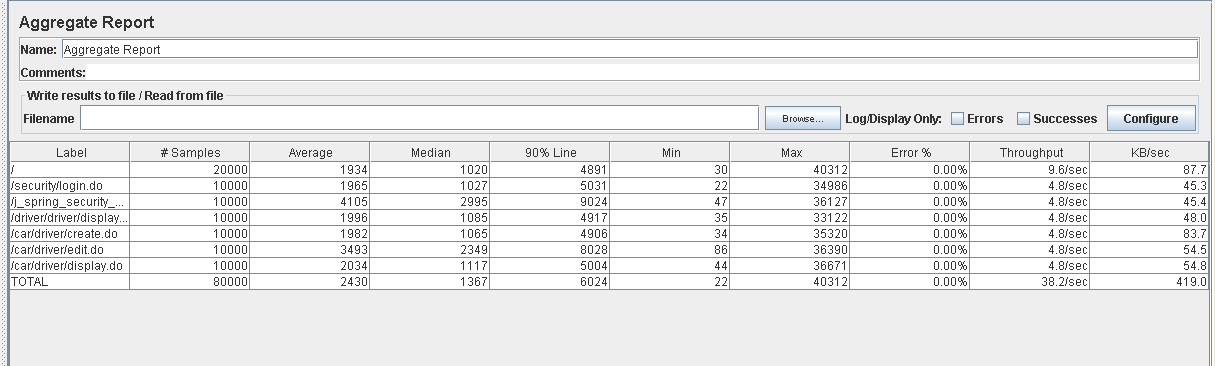 Aggregate Report
Name: Aggregate Report
Comments:
Write results to file / Read from file
Filename Browse... Log/Display Only: Errors Successes Configure
Label # Samples Average Median 90% Line Min Max Error % Throughput KB/sec
/ 20000 1934 1020 4891 30 40312 0.00% 9.6/sec 87.7
/security/login.do 10000 1965 1027 5031 22 34986 0.00% 4.8/sec 45.3
/j_spring_security_... 10000 4105 2995 9024 47 36127 0.00% 4.8/sec 45.4
/driver/driver/display... 10000 1996 1085 4917 35 33122 0.00% 4.8/sec 48.0
/car/driver/create.do 10000 1982 1065 4906 34 35320 0.00% 4.8/sec 83.7
/car/driver/edit.do 10000 3493 2349 8028 86 36390 0.00% 4.8/sec 54.5
/car/driver/display.do 10000 2034 1117 5004 44 36671 0.00% 4.8/sec 54.8
TOTAL 80000 2430 1367 6024 22 40312 0.00% 38.2/sec 419.0